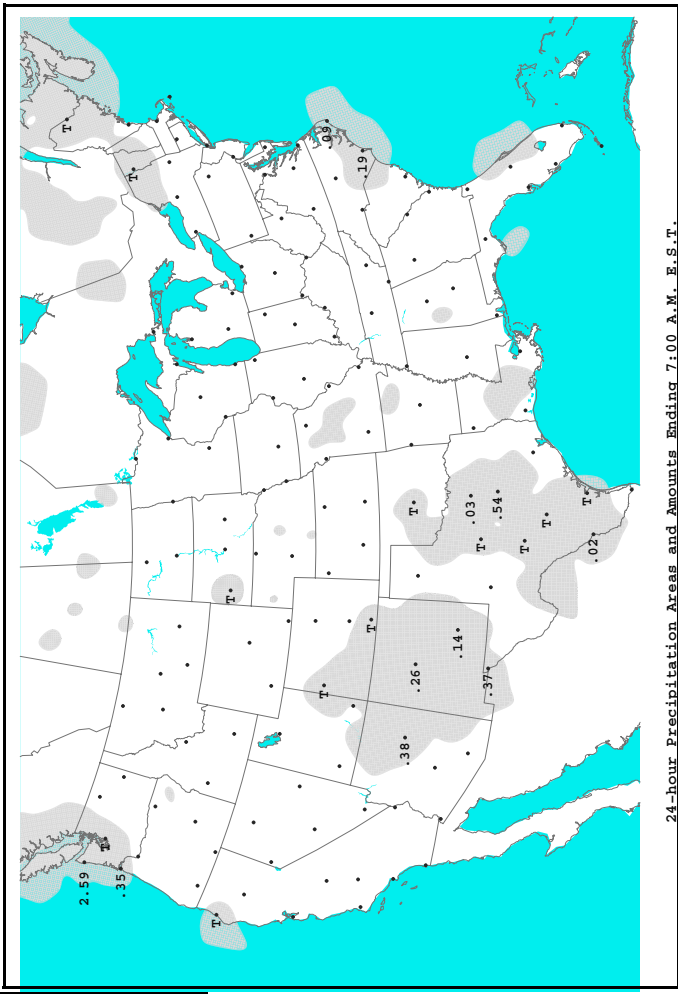 T
2.59
T
.35
T
T
T
T
.09
.19
T
.38
T
.26
.14
.03
T
.37
.54
T
T
T
.02
24-hour Precipitation Areas and Amounts Ending 7:00 A.M. E.S.T.